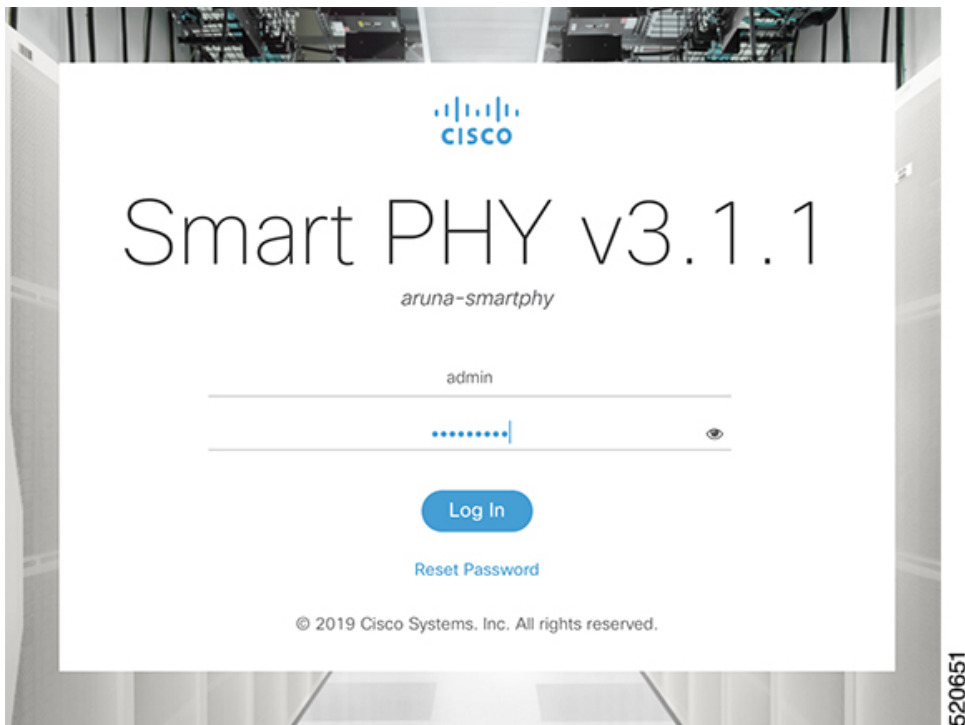 CISCO
Smart PHY v3.1.1
aruna-smartphy
admin
•••••••••
Log In
Reset Password
© 2019 Cisco Systems. Inc. All rights reserved.
520651